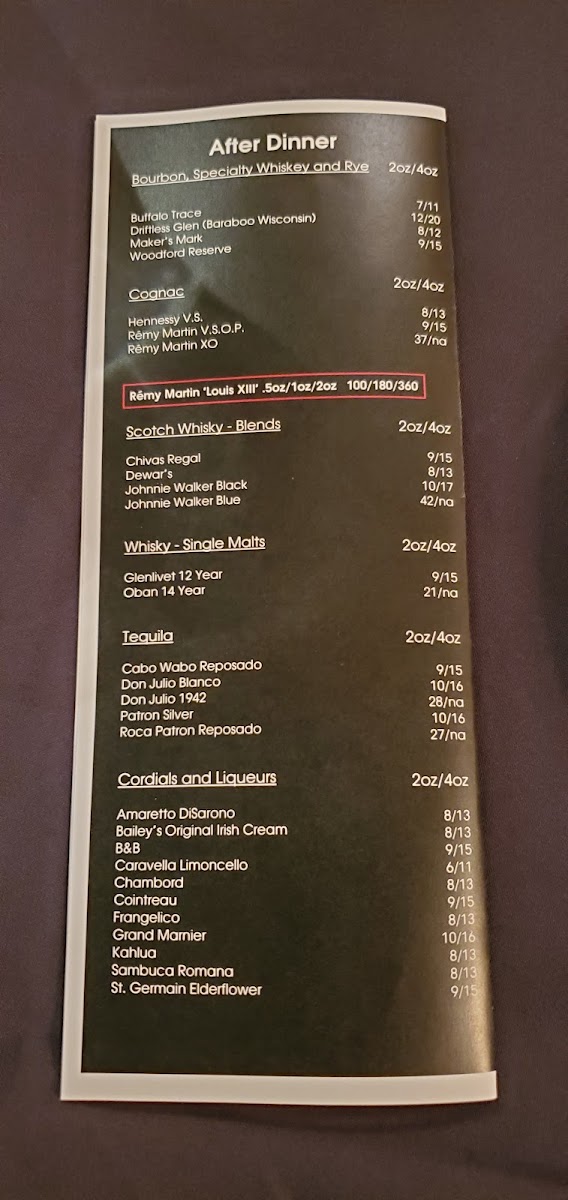 After Dinner
Bourbon, Specialty Whiskey and Rye 2oz/4oz
Buffalo Trace 7/11
Driftless Glen (Baraboo Wisconsin) 12/20
Maker's Mark 8/12
Woodford Reserve 9/15
Cognac 2oz/4oz
Hennessy V.S. 8/13
Rémy Martin V.S.O.P. 9/15
Rémy Martin XO 37/na
Rémy Martin 'Louis XIII' .5oz/1oz/2oz 100/180/360
Scotch Whisky - Blends 2oz/4oz
Chivas Regal 9/15
Dewar's 8/13
Johnnie Walker Black 10/17
Johnnie Walker Blue 42/na
Whisky - Single Malts 2oz/4oz
Glenlivet 12 Year 9/15
Oban 14 Year 21/na
Tequila 2oz/4oz
Cabo Wabo Reposado 9/15
Don Julio Blanco 10/16
Don Julio 1942 28/na
Patron Silver 10/16
Roca Patron Reposado 27/na
Cordials and Liqueurs 2oz/4oz
Amaretto DiSarono 8/13
Bailey's Original Irish Cream 8/13
B&B 9/15
Caravella Limoncello 6/11
Chambord 8/13
Cointreau 9/15
Frangelico 8/13
Grand Marnier 10/16
Kahlua 8/13
Sambuca Romana 8/13
St. Germain Elderflower 9/15